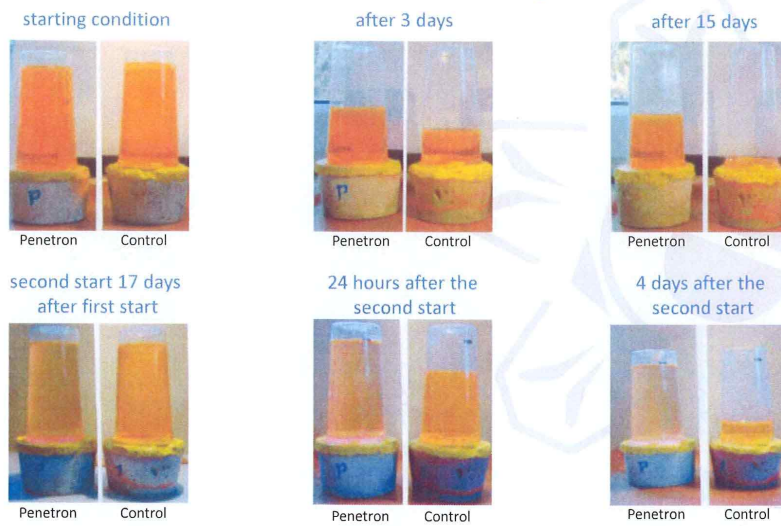 starting condition
after 3 days
after 15 days
P
P
Penetron Control
Penetron Control
Penetron Control
second start 17 days
after first start
24 hours after the
second start
4 days after the
second start
P
P
Penetron Control
Penetron Control
Penetron Control